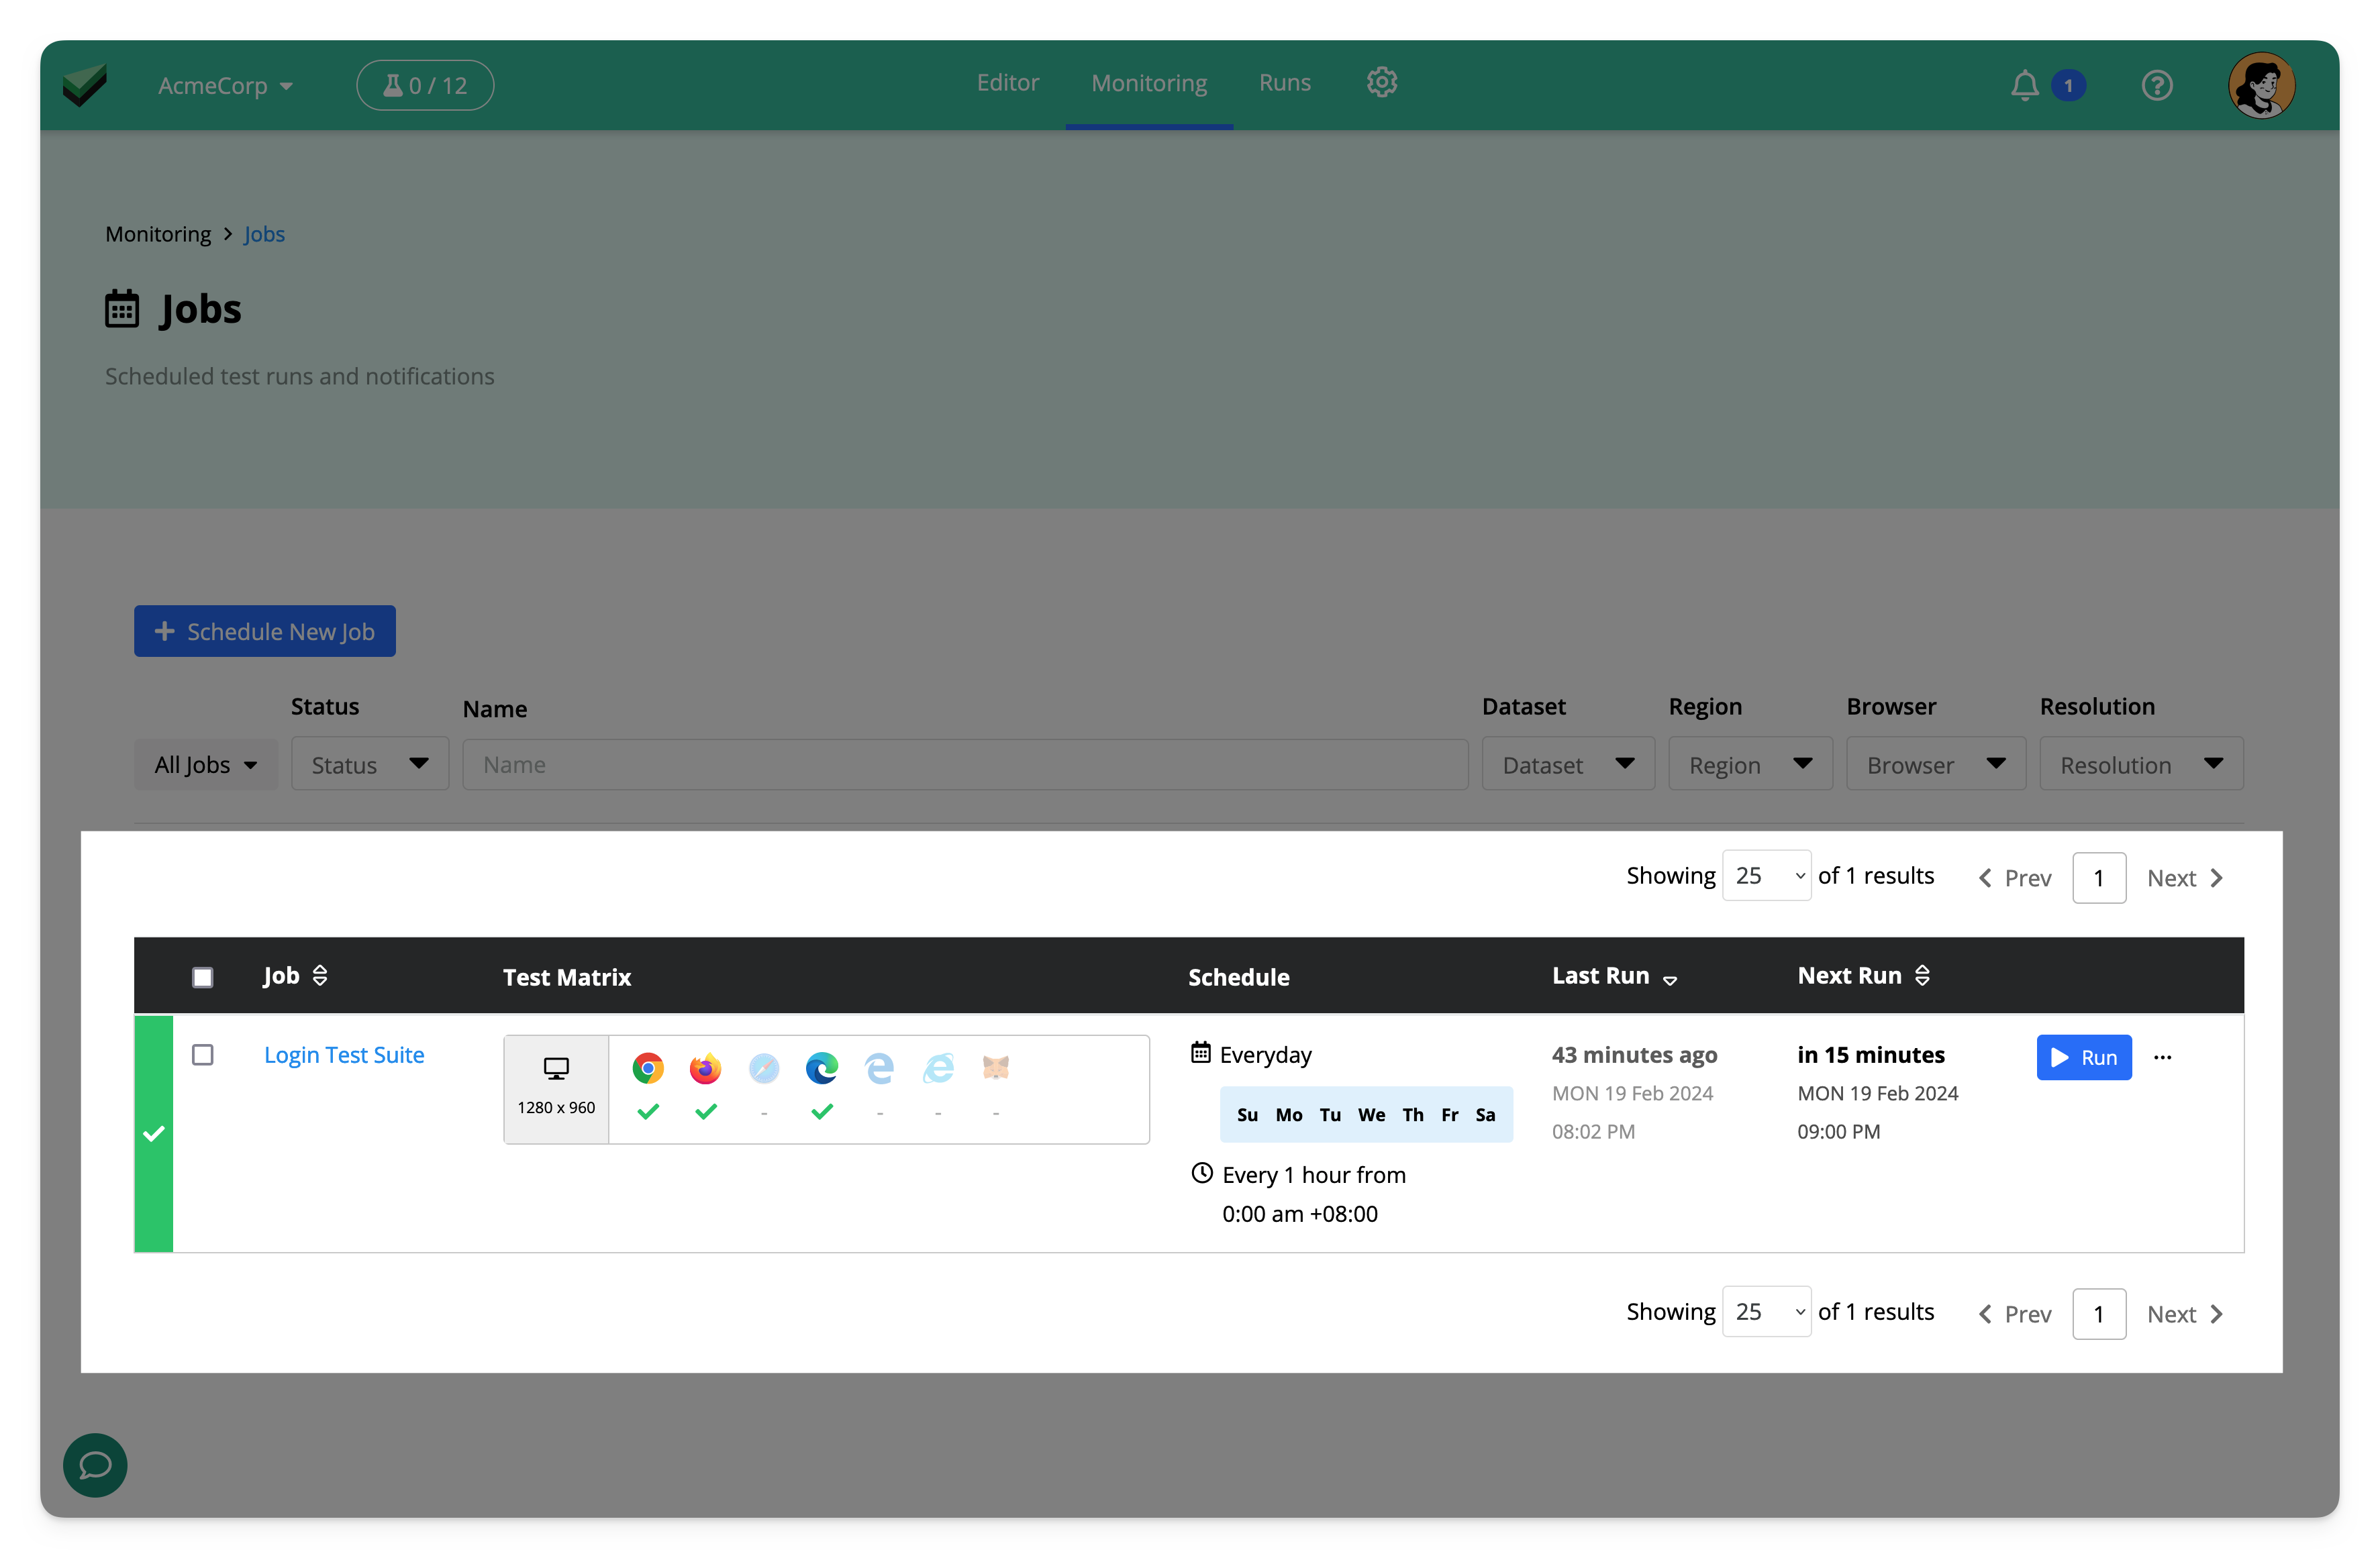 AcmeCorp
0 / 12
Editor
Monitoring
Runs
1
Monitoring > Jobs
Jobs
Scheduled test runs and notifications
Schedule New Job
Status
Name
Dataset
Region
Browser
Resolution
All Jobs
Status
Name
Dataset
Region
Browser
Resolution
Showing 25 of 1 results
Prev
1
Next
Job
Test Matrix
Schedule
Last Run
Next Run
Login Test Suite
1280 x 960
- - - -
Everyday
Su Mo Tu We Th Fr Sa
Every 1 hour from
0:00 am +08:00
43 minutes ago
MON 19 Feb 2024
08:02 PM
in 15 minutes
MON 19 Feb 2024
09:00 PM
Run
Showing 25 of 1 results
Prev
1
Next